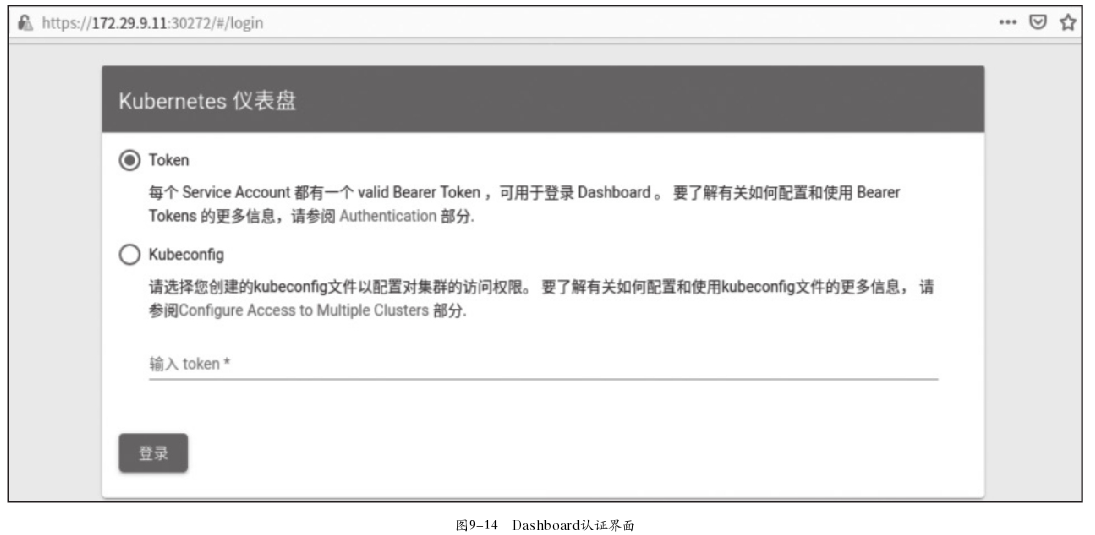 https://172.29.9.11:30272/#/login
Kubernetes 仪表盘
Token
每个 Service Account 都有一个 valid Bearer Token ，可用于登录 Dashboard 。 要了解有关如何配置和使用 Bearer
Tokens 的更多信息，请参阅 Authentication 部分.
Kubeconfig
请选择您创建的kubeconfig文件以配置对集群的访问权限。 要了解有关如何配置和使用kubeconfig文件的更多信息， 请
参阅Configure Access to Multiple Clusters 部分.
输入 token *
登录
图9-14 Dashboard认证界面